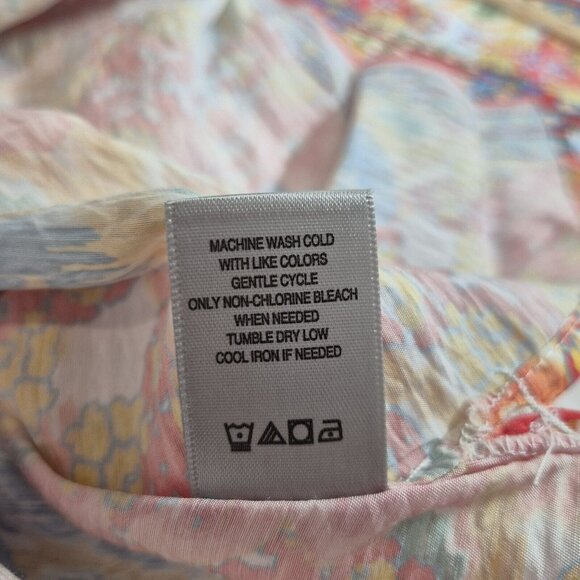 MACHINE WASH COLD
WITH LIKE COLORS
GENTLE CYCLE
ONLY NON-CHLORINE BLEACH
WHEN NEEDED
TUMBLE DRY LOW
COOL IRON IF NEEDED